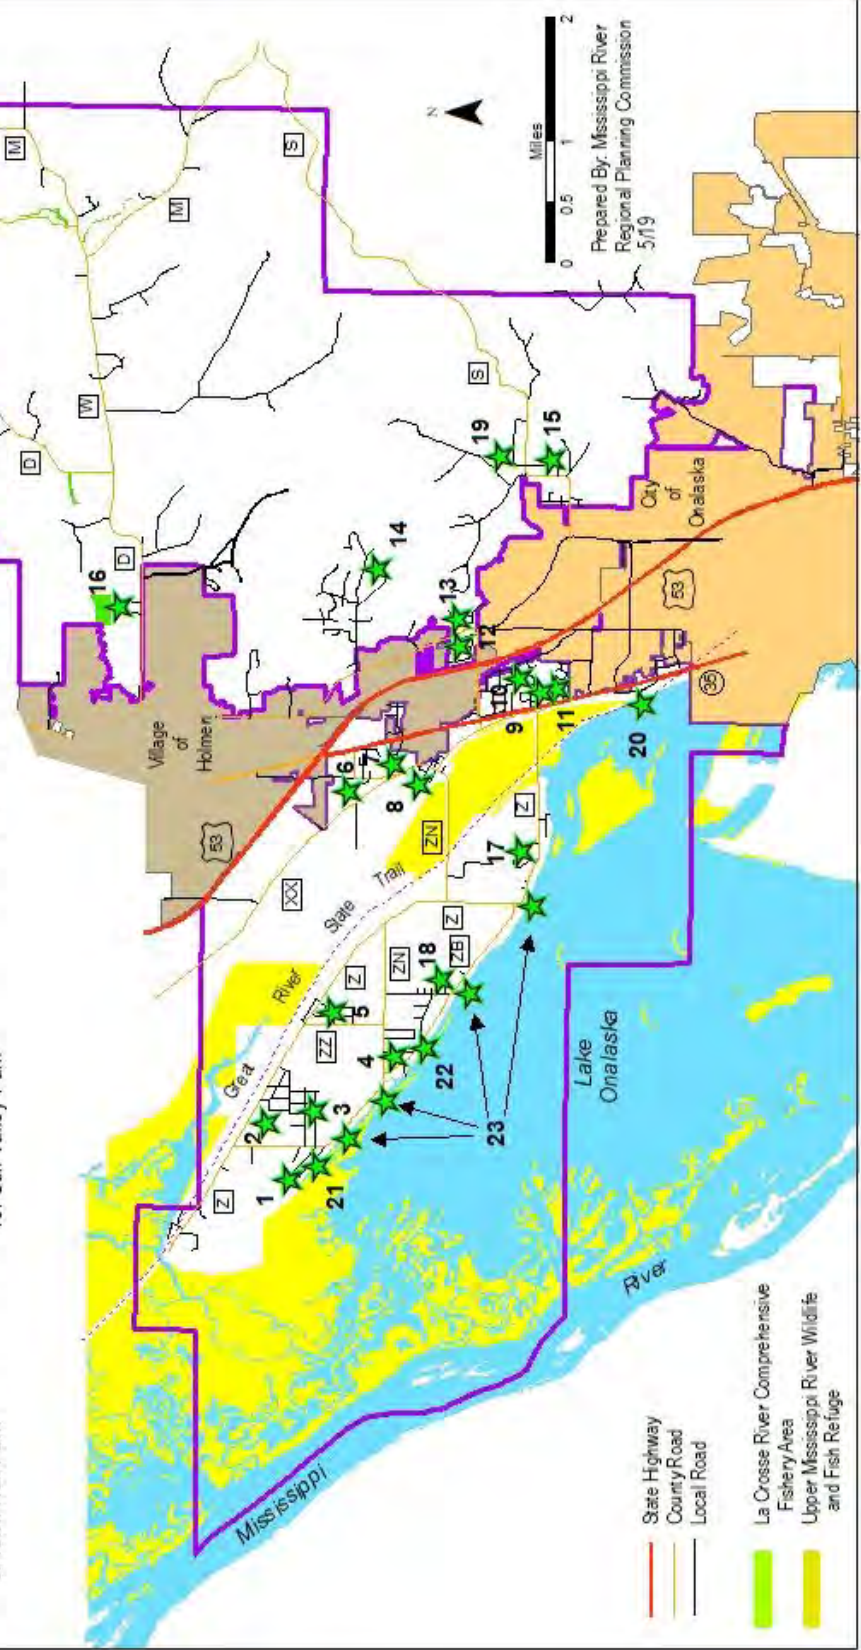 M
M
W
D
D
16
S
N
Miles
0 0.5 1 2
Prepared By: Mississippi River
Regional Planning Commission
5/19
S
19
15
14
13
12
City
of
Onalaska
53
35
Village
of
Holmen
53
10
9
11
20
6
7
8
XX
ZN
Z
17
Great River State Trail
Z
ZN
ZB
18
Z
5
ZZ
4
22
2
3
23
1
21
Z
Lake
Onalaska
Mississippi River
State Highway
County Road
Local Road
La Crosse River Comprehensive
Fishery Area
Upper Mississippi River Wildlife
and Fish Refuge